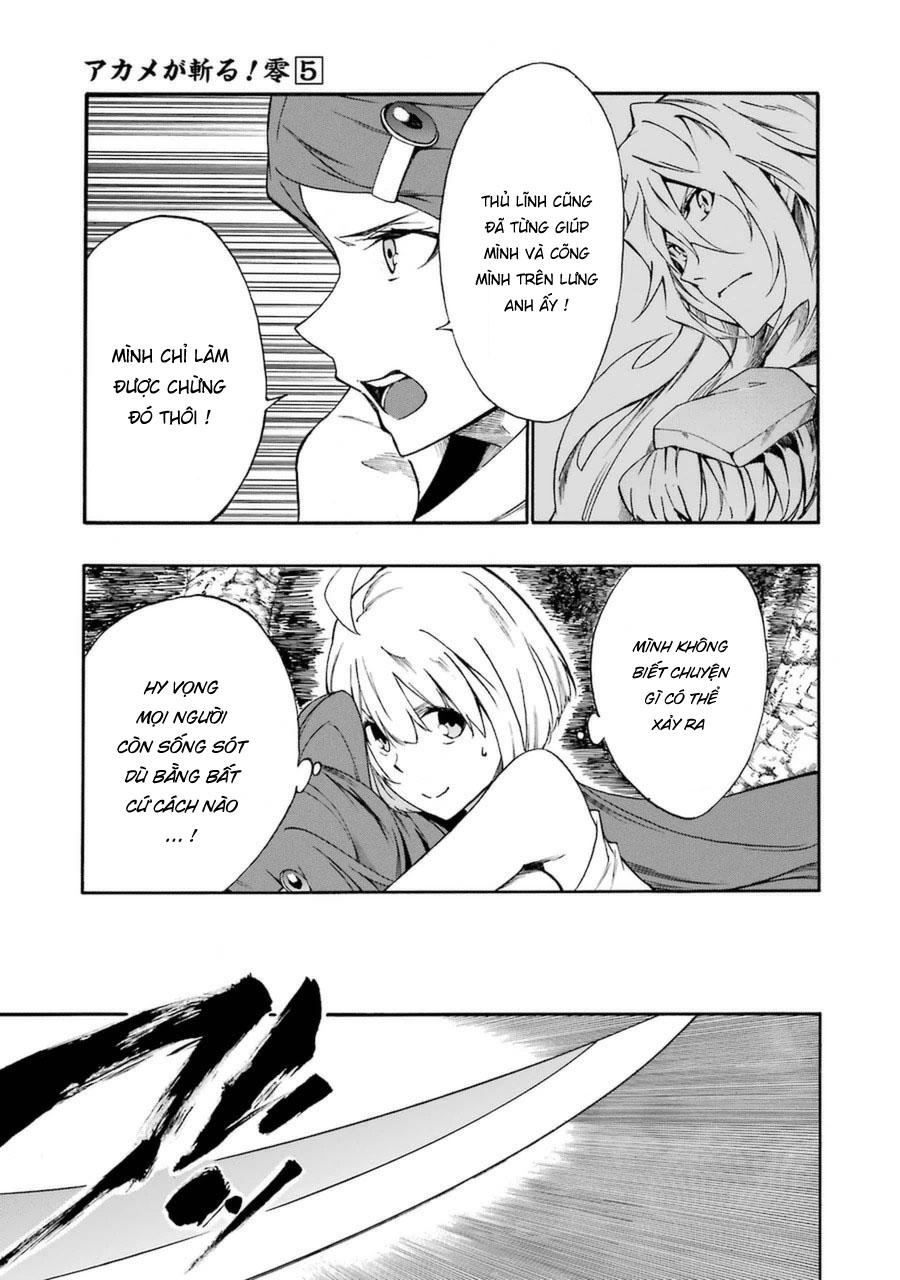 アカメが斬る！零5
THỦ LĨNH CŨNG
ĐÃ TỪNG GIÚP
MÌNH VÀ CÕNG
MÌNH TRÊN LƯNG
ANH ẤY !
MÌNH CHỈ LÀM
ĐƯỢC CHỪNG
ĐÓ THÔI !
MÌNH KHÔNG
BIẾT CHUYỆN
GÌ CÓ THỂ
XẢY RA
HY VỌNG
MỌI NGƯỜI
CÒN SỐNG SÓT
DÙ BẰNG BẤT
CỨ CÁCH NÀO
...!